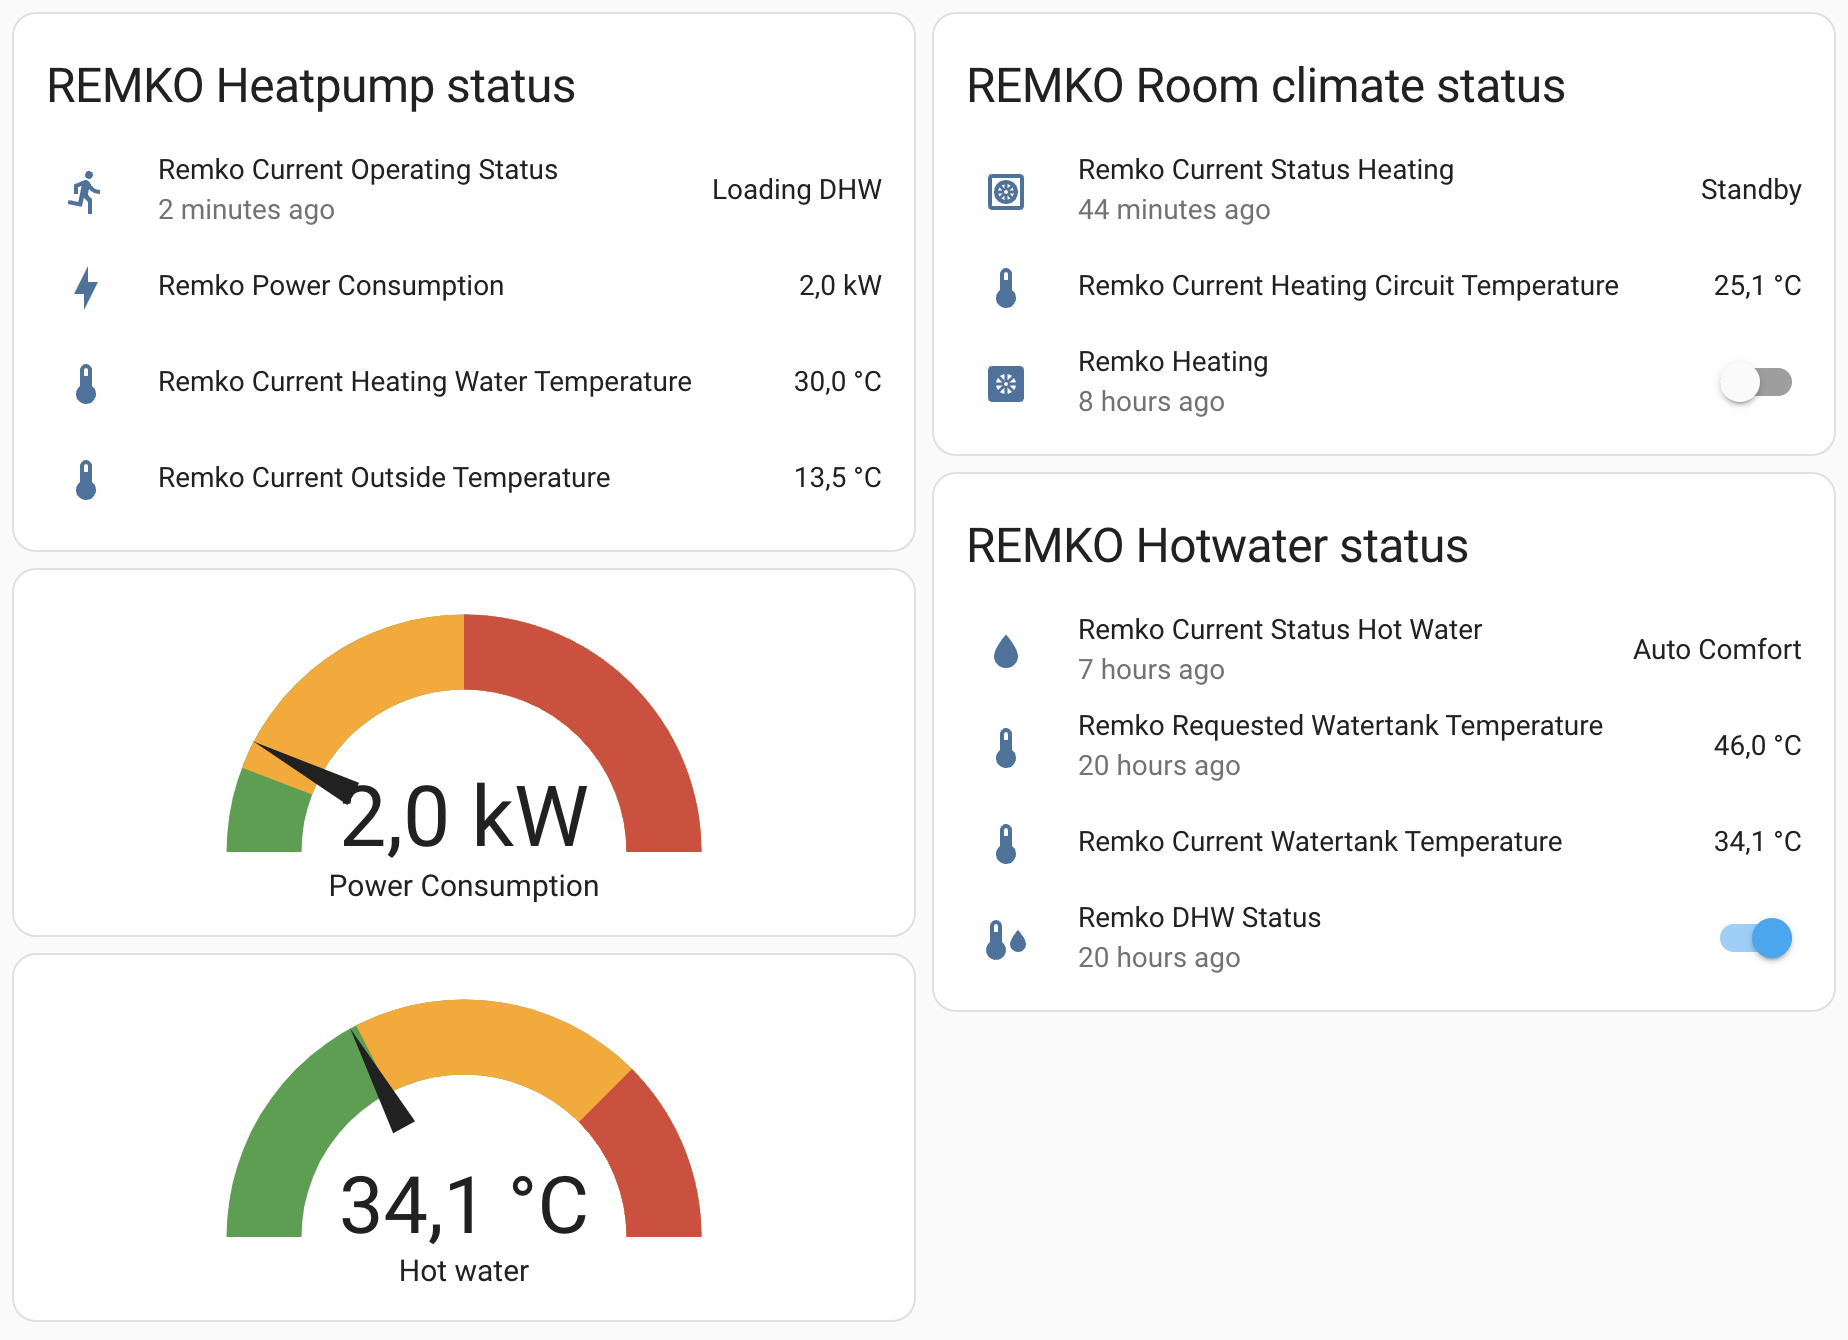 REMKO Heatpump status
Remko Current Operating Status
2 minutes ago
Loading DHW
Remko Power Consumption
2,0 kW
Remko Current Heating Water Temperature
30,0 °C
Remko Current Outside Temperature
13,5 °C
2,0 kW
Power Consumption
34,1 °C
Hot water
REMKO Room climate status
Remko Current Status Heating
44 minutes ago
Standby
Remko Current Heating Circuit Temperature
25,1 °C
Remko Heating
8 hours ago
REMKO Hotwater status
Remko Current Status Hot Water
7 hours ago
Auto Comfort
Remko Requested Watertank Temperature
20 hours ago
46,0 °C
Remko Current Watertank Temperature
34,1 °C
Remko DHW Status
20 hours ago